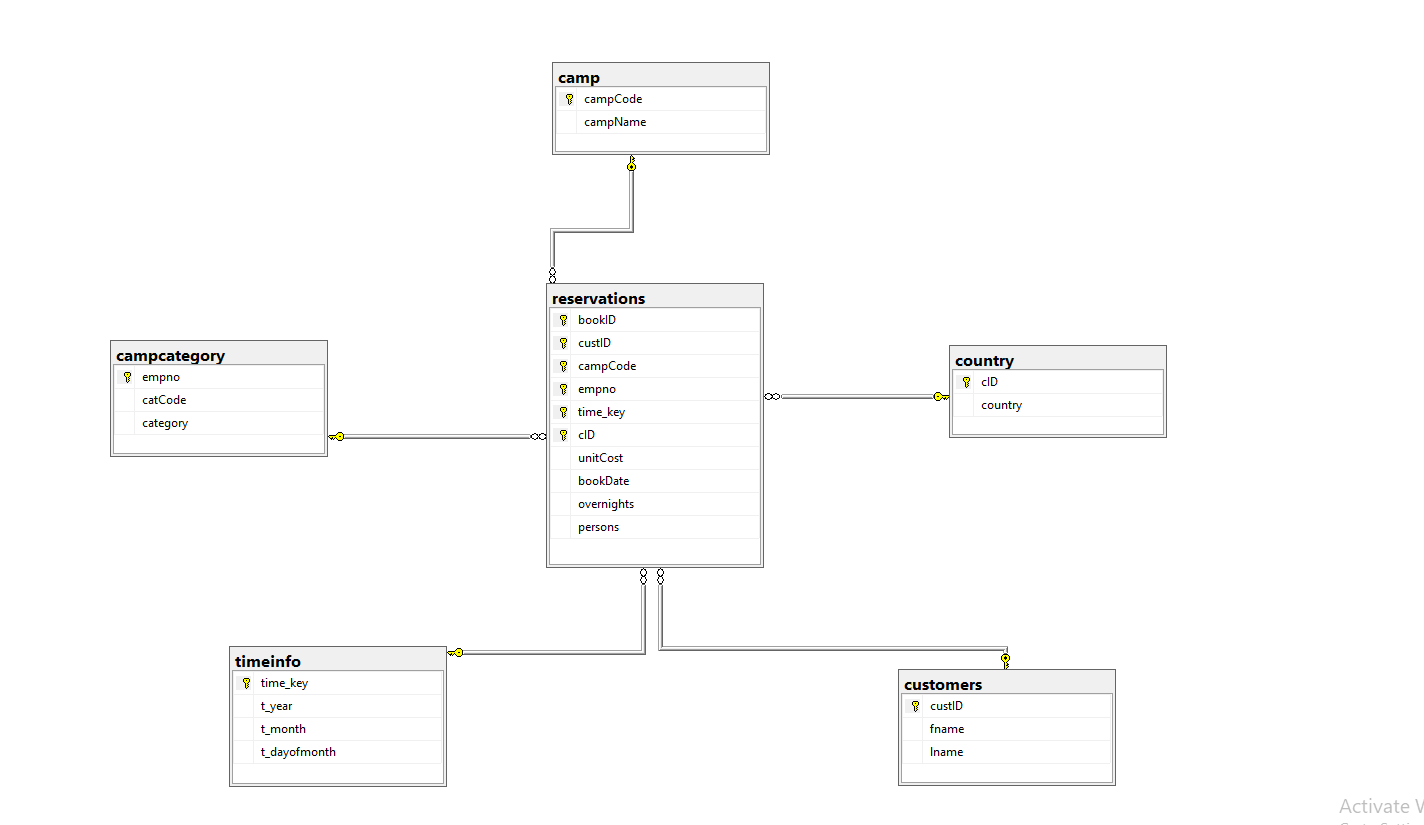 camp
campCode
campName
reservations
bookID
custID
campCode
empno
time_key
cID
unitCost
bookDate
overnights
persons
campcategory
empno
catCode
category
country
cID
country
timeinfo
time_key
t_year
t_month
t_dayofmonth
customers
custID
fname
lname
Activate